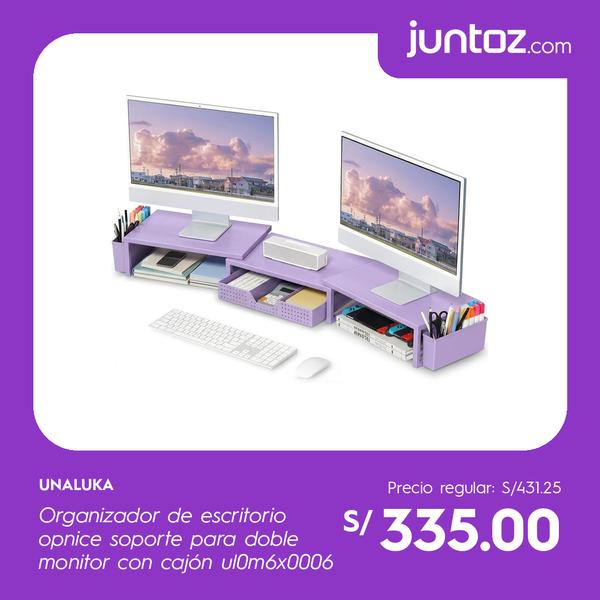 juntoz.com
UNALUKA
Organizador de escritorio
opnice soporte para doble
monitor con cajón ul0m6x0006
Precio regular: S/431.25
S/ 335.00